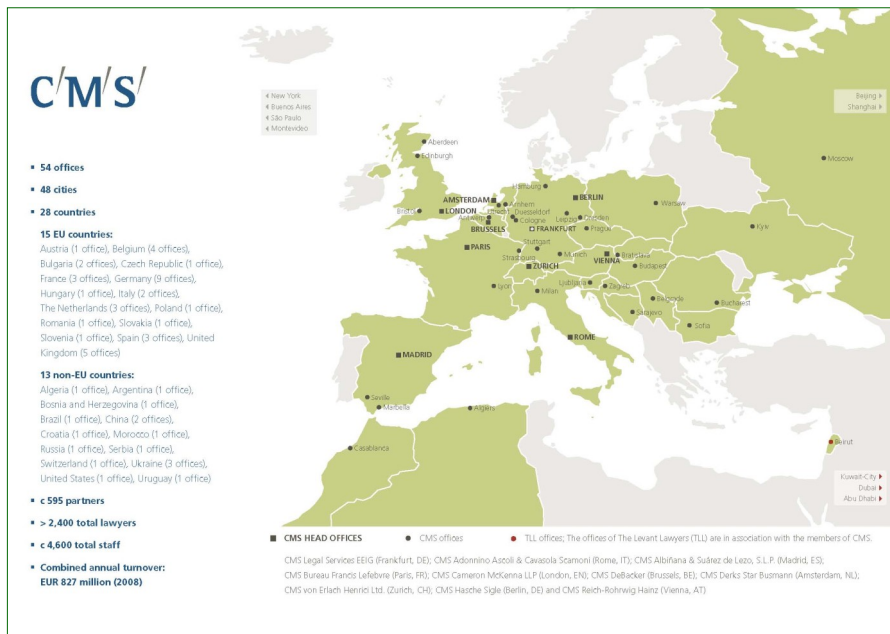 C/M/S/
54 offices
48 cities
28 countries
15 EU countries:
Austria (1 office), Belgium (4 offices),
Bulgaria (2 offices), Czech Republic (1 office),
France (3 offices), Germany (9 offices),
Hungary (1 office), Italy (2 offices),
The Netherlands (3 offices), Poland (1 office),
Romania (1 office), Slovakia (1 office),
Slovenia (1 office), Spain (3 offices), United
Kingdom (5 offices)
13 non-EU countries:
Algeria (1 office), Argentina (1 office),
Bosnia and Herzegovina (1 office),
Brazil (1 office), China (2 offices),
Croatia (1 office), Morocco (1 office),
Russia (1 office), Serbia (1 office),
Switzerland (1 office), Ukraine (3 offices),
United States (1 office), Uruguay (1 office)
c 595 partners
> 2,400 total lawyers
c 4,600 total staff
Combined annual turnover:
EUR 827 million (2008)
New York
Buenos Aires
São Paulo
Montevideo
Beijing
Shanghai
Aberdeen
Edinburgh
Moscow
Hamburg
AMSTERDAM
BERLIN
Arnhem
Warsaw
Bristol
LONDON
Utrecht
Duesseldorf
Antwerp
Cologne
Leipzig
Dresden
Kyiv
BRUSSELS
FRANKFURT
Prague
PARIS
Stuttgart
Strasbourg
Munich
VIENNA
Bratislava
ZURICH
Budapest
Lyon
Milan
Ljubljana
Zagreb
Belgrade
Bucharest
Sarajevo
Sofia
ROME
MADRID
Seville
Marbella
Algiers
Casablanca
Beirut
Kuwait-City
Dubai
Abu Dhabi
CMS HEAD OFFICES
CMS offices
TLL offices; The offices of The Levant Lawyers (TLL) are in association with the members of CMS.
CMS Legal Services EEIG (Frankfurt, DE); CMS Adonnino Ascoli & Cavasola Scamoni (Rome, IT); CMS Albiñana & Suárez de Lezo, S.L.P. (Madrid, ES);
CMS Bureau Francis Lefebvre (Paris, FR); CMS Cameron McKenna LLP (London, EN); CMS DeBacker (Brussels, BE); CMS Derks Star Busmann (Amsterdam, NL);
CMS von Erlach Henrici Ltd. (Zurich, CH); CMS Hasche Sigle (Berlin, DE) and CMS Reich-Rohrwig Hainz (Vienna, AT)